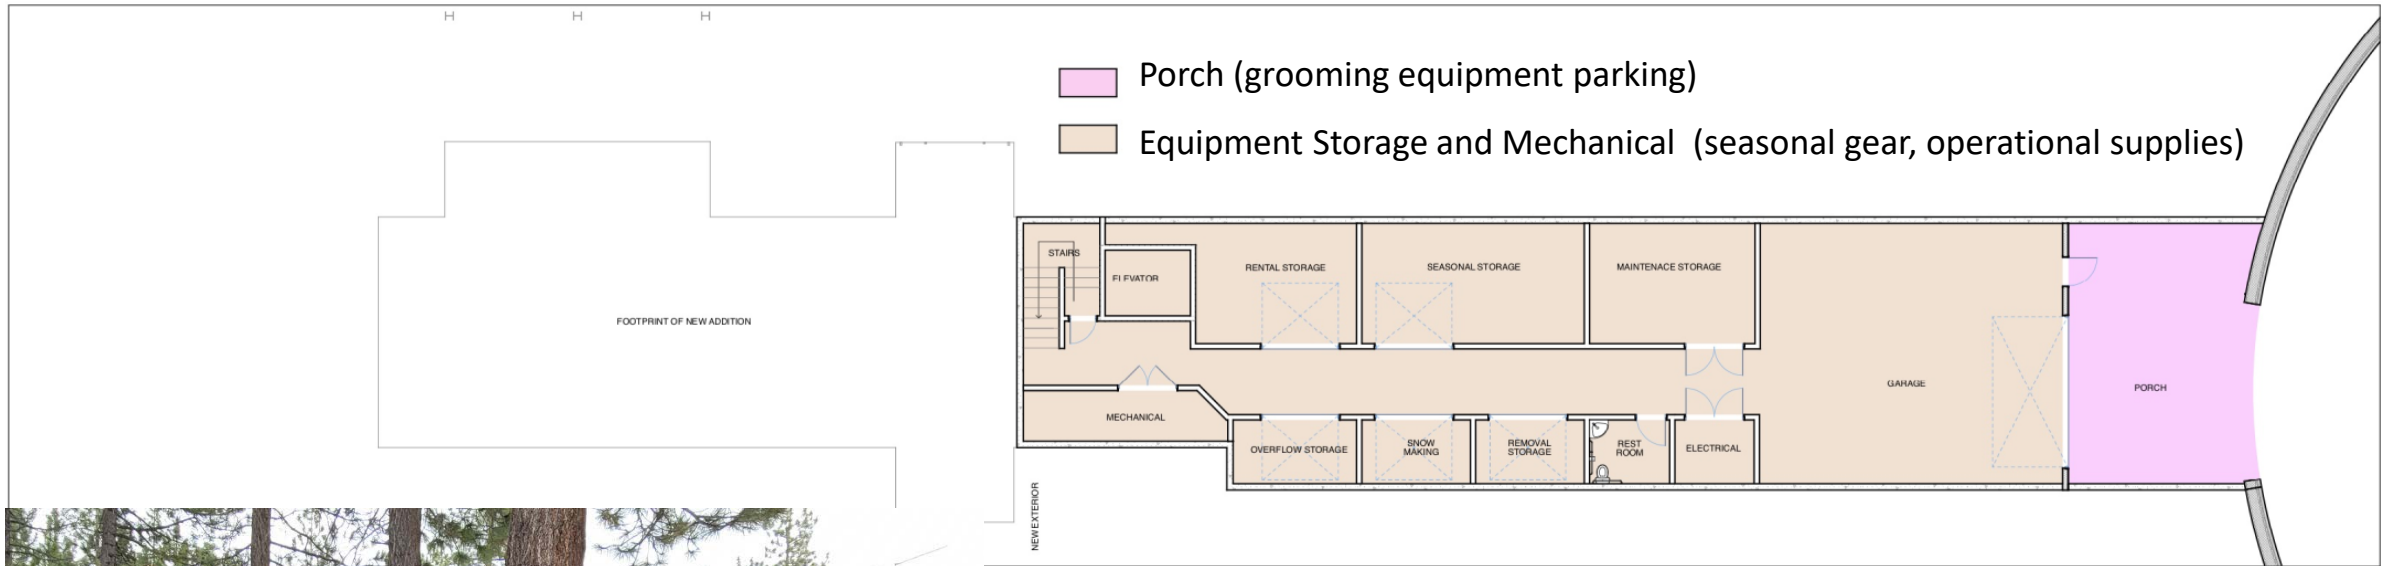 Porch (grooming equipment parking)
Equipment Storage and Mechanical (seasonal gear, operational supplies)
STAIRS
ELEVATOR
RENTAL STORAGE
SEASONAL STORAGE
MAINTENACE STORAGE
FOOTPRINT OF NEW ADDITION
GARAGE
PORCH
MECHANICAL
OVERFLOW STORAGE
SNOW
MAKING
REMOVAL
STORAGE
REST
ROOM
ELECTRICAL
NEW EXTERIOR